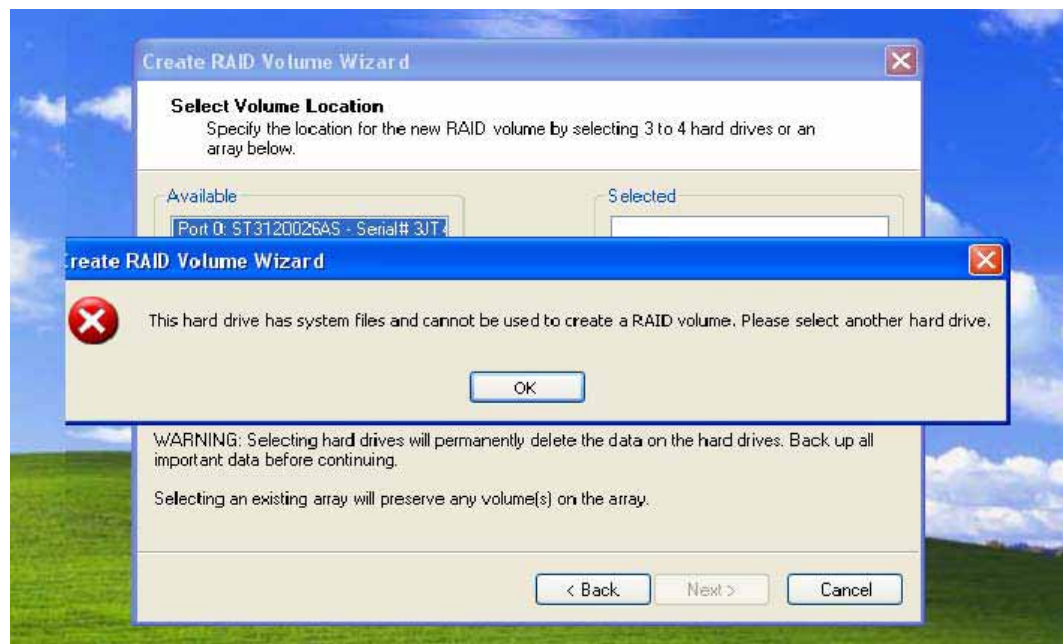 Create RAID Volume Wizard
Select Volume Location
Specify the location for the new RAID volume by selecting 3 to 4 hard drives or an
array below.
Available
Selected
Port 0: ST3120026AS - Serial# 3JT4
reate RAID Volume Wizard
This hard drive has system files and cannot be used to create a RAID volume. Please select another hard drive.
OK
WARNING: Selecting hard drives will permanently delete the data on the hard drives. Back up all
important data before continuing.
Selecting an existing array will preserve any volume(s) on the array.
< Back
Next >
Cancel